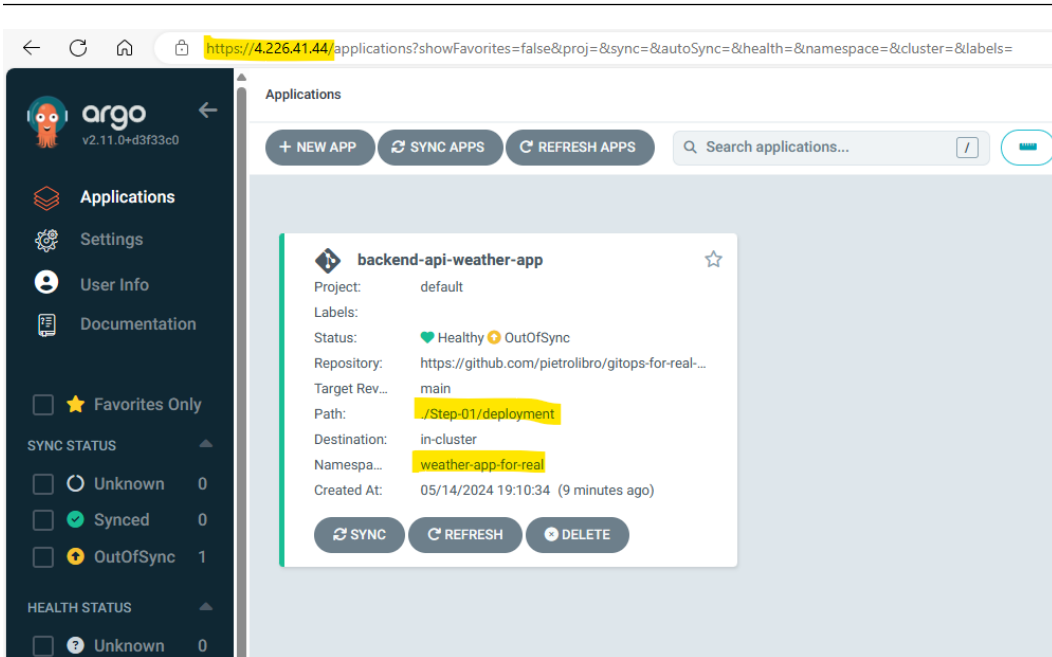 https://4.226.41.44/applications?showFavorites=false&proj=&sync=&autoSync=&health=&namespace=&cluster=&labels=
argo
v2.11.0+d3f33c0
Applications
Settings
User Info
Documentation
Favorites Only
SYNC STATUS
Unknown 0
Synced 0
OutOfSync 1
HEALTH STATUS
Unknown 0
Applications
+ NEW APP SYNC APPS REFRESH APPS Search applications... /
backend-api-weather-app
Project: default
Labels:
Status: Healthy OutOfSync
Repository: https://github.com/pietrolibro/gitops-for-real-...
Target Rev... main
Path: ./Step-01/deployment
Destination: in-cluster
Namespa... weather-app-for-real
Created At: 05/14/2024 19:10:34 (9 minutes ago)
SYNC REFRESH DELETE